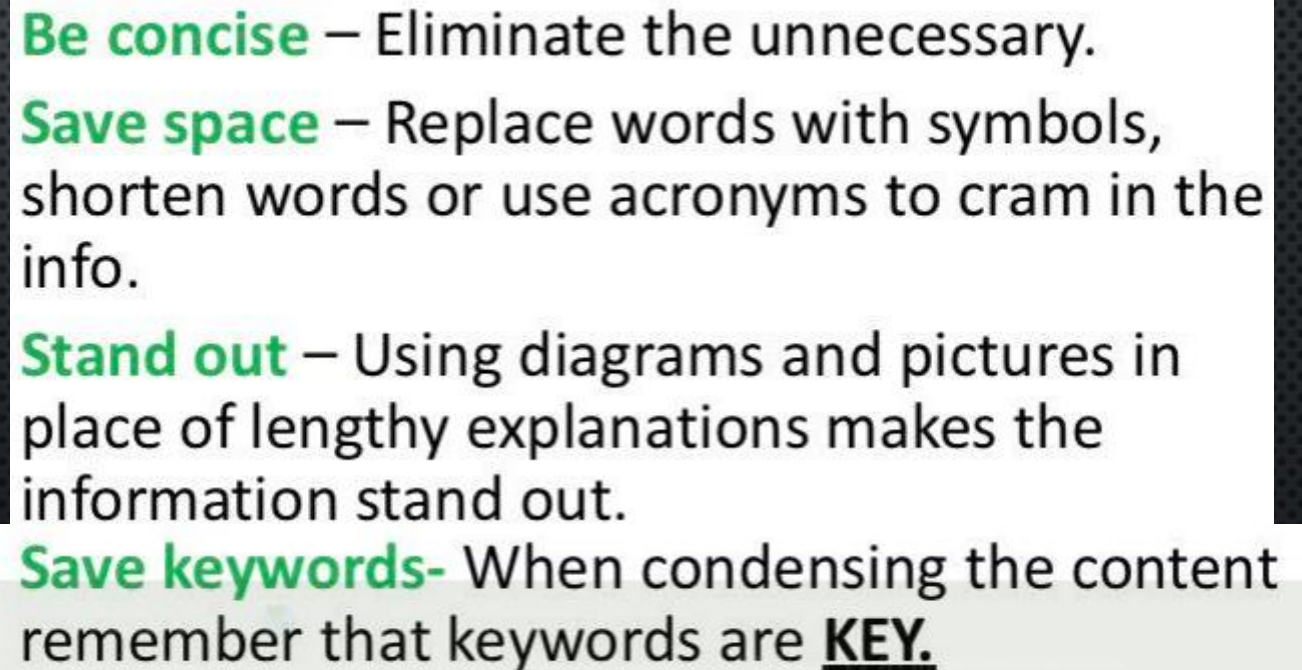 Be concise – Eliminate the unnecessary.
Save space – Replace words with symbols,
shorten words or use acronyms to cram in the
info.
Stand out – Using diagrams and pictures in
place of lengthy explanations makes the
information stand out.
Save keywords- When condensing the content
remember that keywords are KEY.